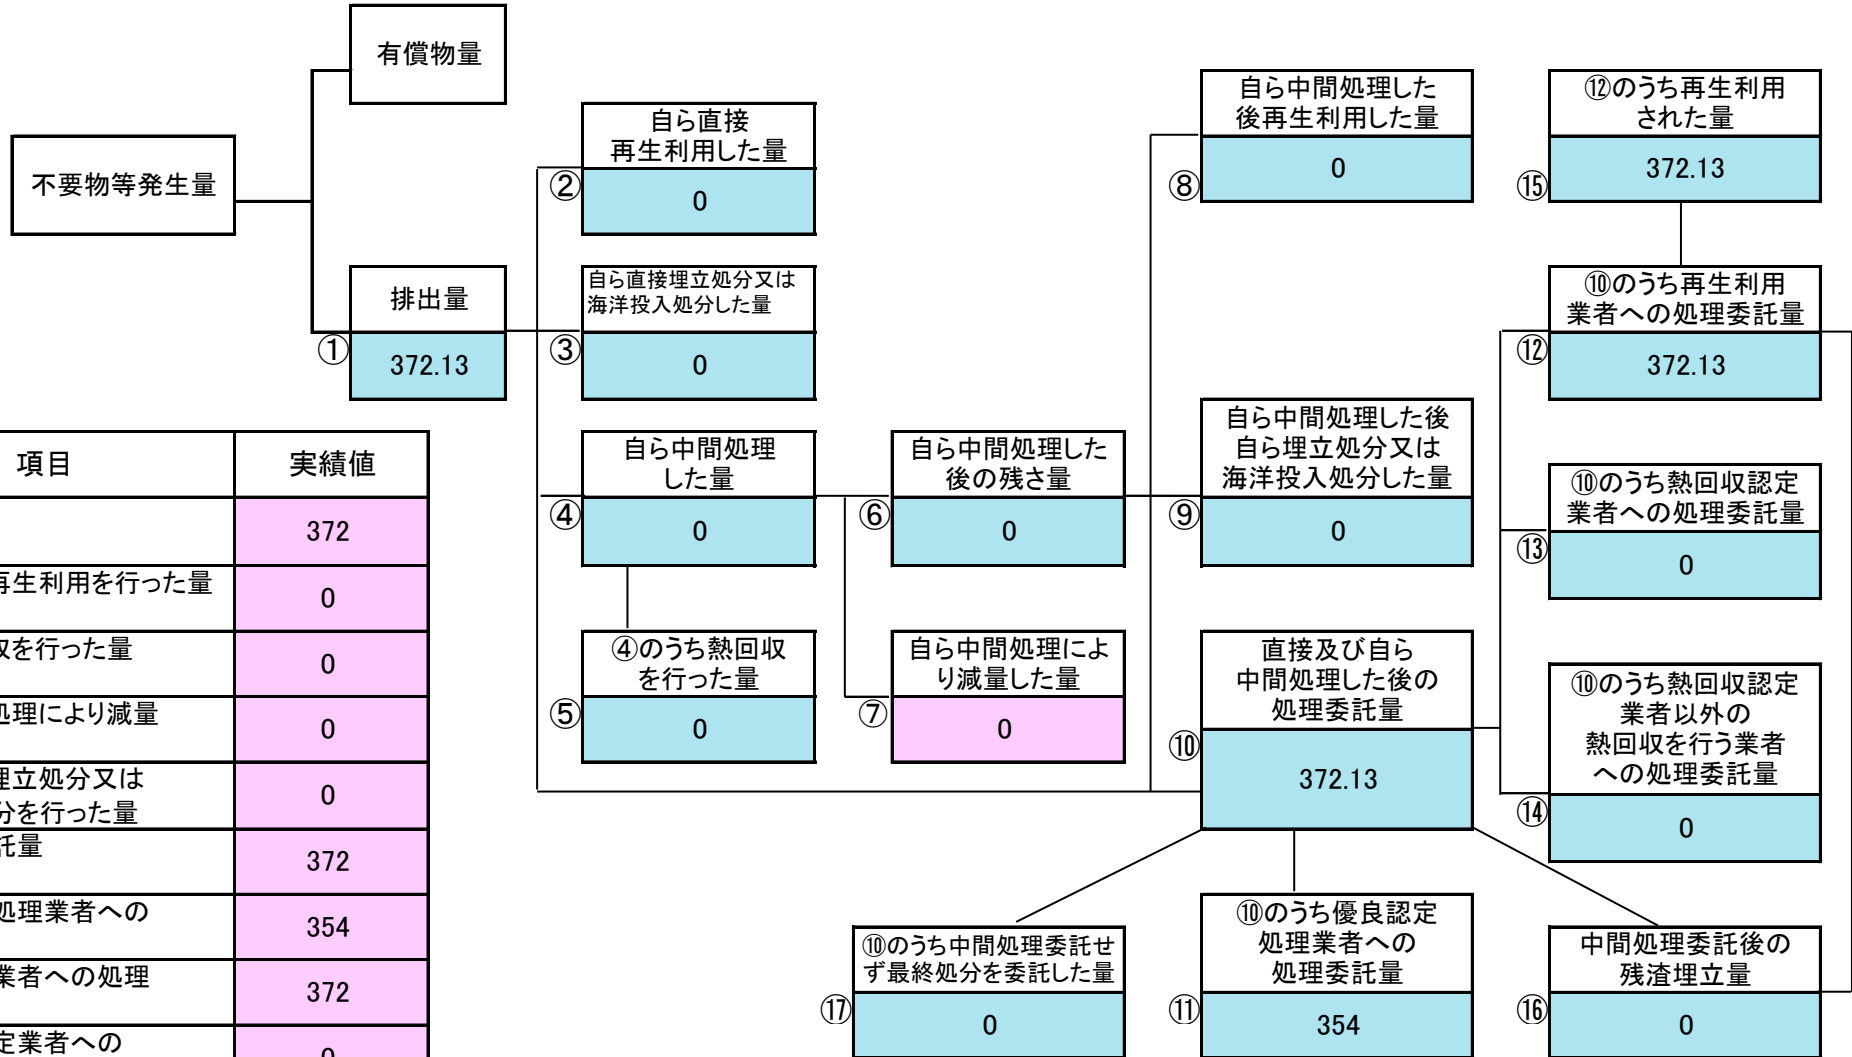 有償物量
不要物等発生量
排出量
①
372.13
自ら直接
再生利用した量
②
0
自ら直接埋立処分又は
海洋投入処分した量
③
0
自ら中間処理
した量
④
0
④のうち熱回収
を行った量
⑤
0
自ら中間処理した
後の残さ量
⑥
0
自ら中間処理によ
り減量した量
⑦
0
自ら中間処理した
後再生利用した量
⑧
0
自ら中間処理した後
自ら埋立処分又は
海洋投入処分した量
⑨
0
直接及び自ら
中間処理した後の
処理委託量
⑩
372.13
⑩のうち優良認定
処理業者への
処理委託量
⑪
354
⑩のうち再生利用
業者への処理委託量
⑫
372.13
⑩のうち熱回収認定
業者への処理委託量
⑬
0
⑩のうち熱回収認定
業者以外の
熱回収を行う業者
への処理委託量
⑭
0
⑫のうち再生利用
された量
⑮
372.13
中間処理委託後の
残渣埋立量
⑯
0
⑩のうち中間処理委託せ
ず最終処分を委託した量
⑰
0
項目
実績値
372
再生利用を行った量
0
を行った量
0
処理により減量
0
埋立処分又は
分を行った量
0
託量
372
処理業者への
354
業者への処理
372
定業者への
0